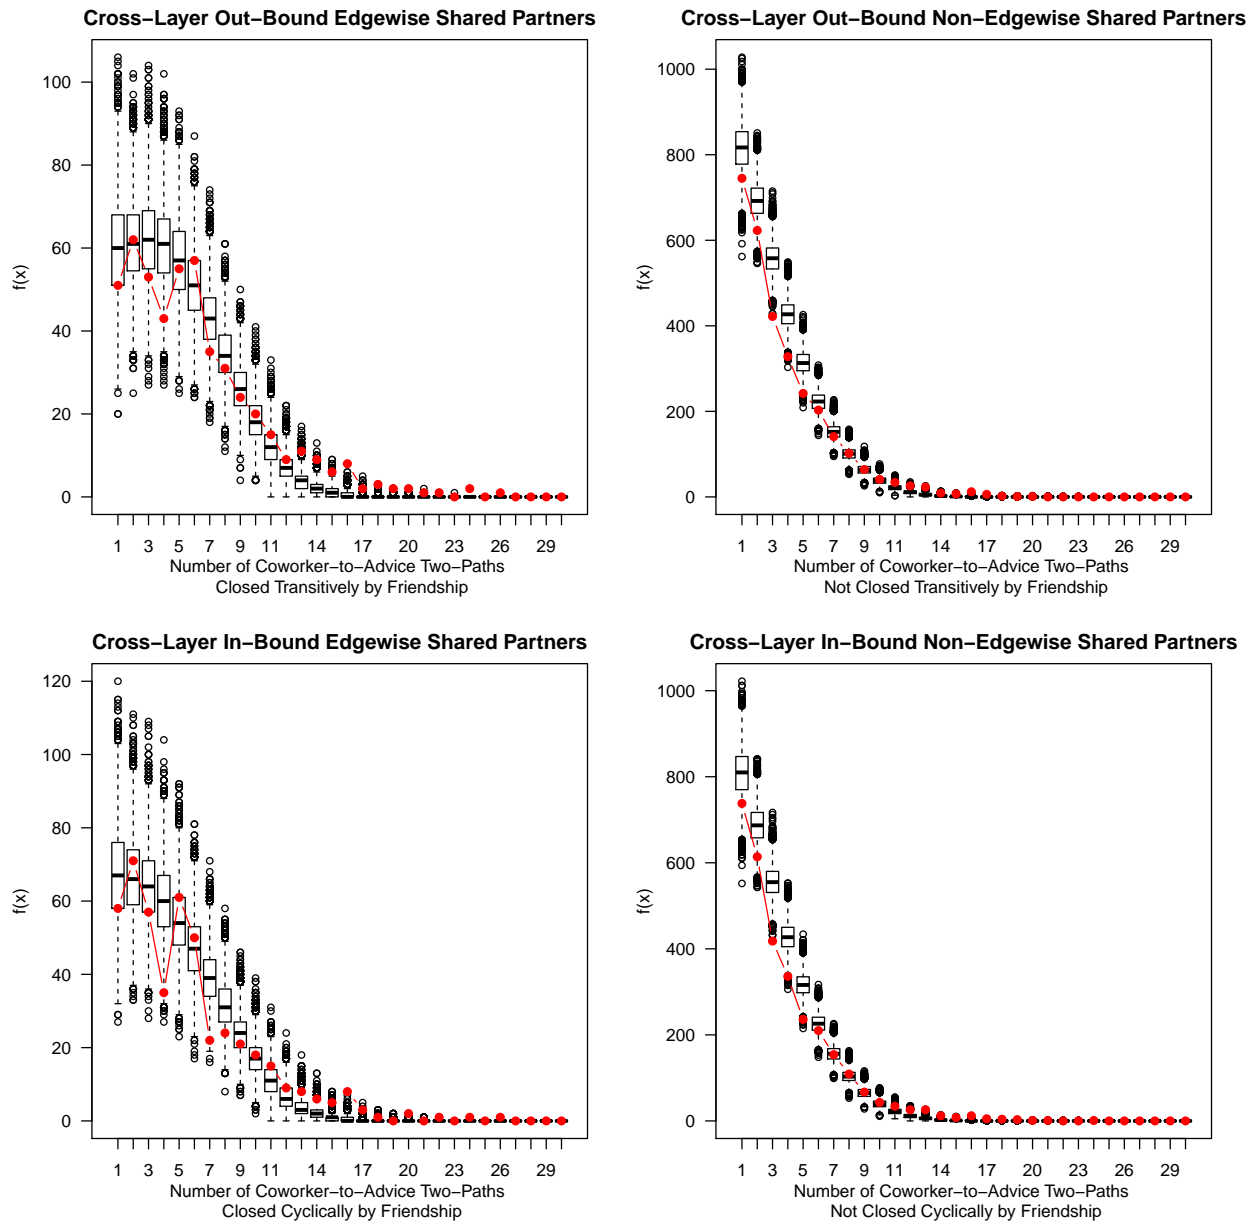 Cross−Layer Out−Bound Edgewise Shared Partners
f(x)
100
80
60
40
20
0
1 3 5 7 9 11 14 17 20 23 26 29
Number of Coworker−to−Advice Two−Paths
Closed Transitively by Friendship
Cross−Layer Out−Bound Non−Edgewise Shared Partners
f(x)
1000
800
600
400
200
0
1 3 5 7 9 11 14 17 20 23 26 29
Number of Coworker−to−Advice Two−Paths
Not Closed Transitively by Friendship
Cross−Layer In−Bound Edgewise Shared Partners
f(x)
120
100
80
60
40
20
0
1 3 5 7 9 11 14 17 20 23 26 29
Number of Coworker−to−Advice Two−Paths
Closed Cyclically by Friendship
Cross−Layer In−Bound Non−Edgewise Shared Partners
f(x)
1000
800
600
400
200
0
1 3 5 7 9 11 14 17 20 23 26 29
Number of Coworker−to−Advice Two−Paths
Not Closed Cyclically by Friendship